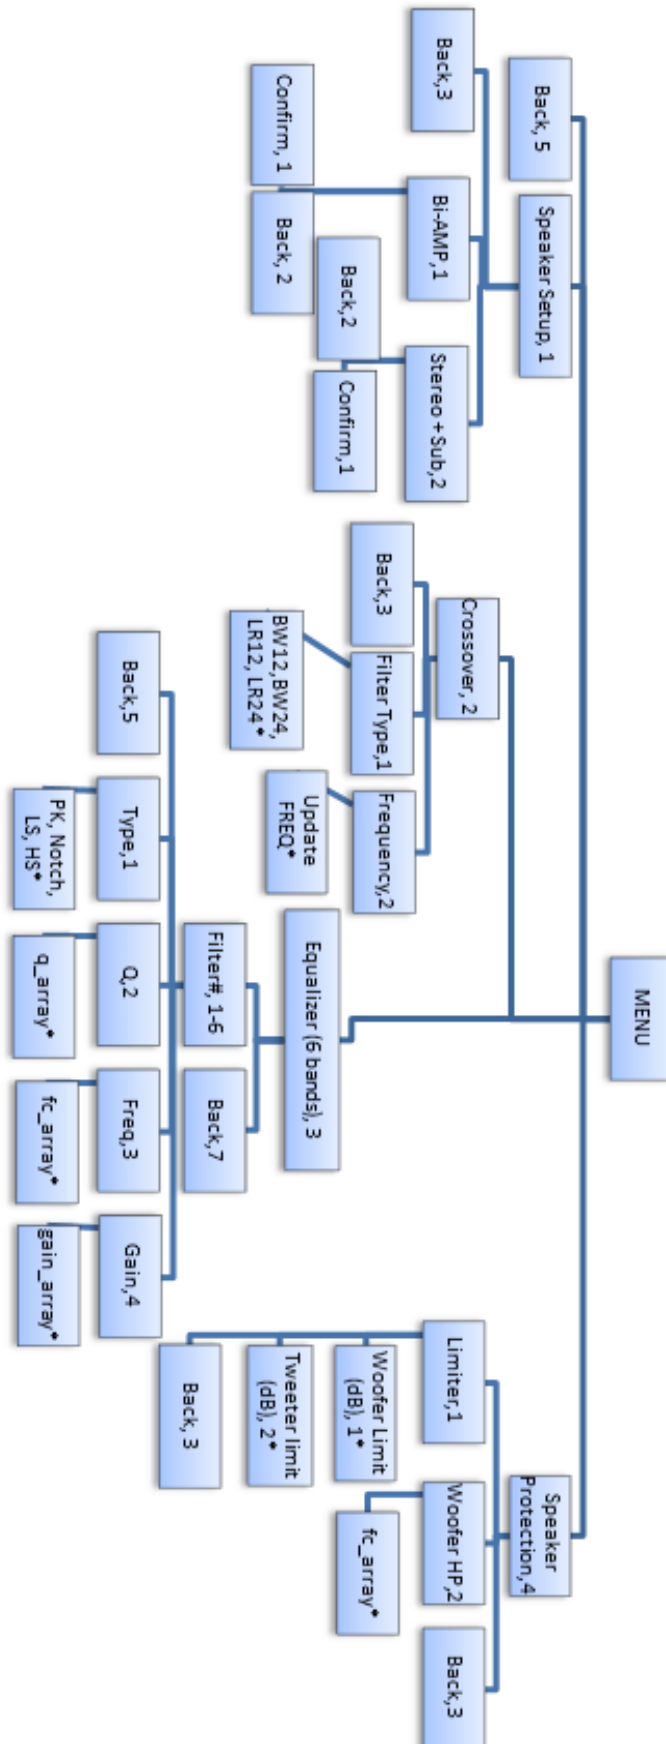 MENU
Back, 5
Speaker Setup, 1
Back,3
Bi-AMP,1
Confirm, 1
Back, 2
Stereo + Sub,2
Back,2
Confirm,1
Crossover, 2
Back,3
Filter Type,1
BW12,BW24,
LR12, LR24*
Frequency,2
Update
FREQ*
Equalizer (6 bands), 3
Filter#, 1-6
Back,5
Type,1
PK, Notch,
LS, HS*
Q,2
q_array*
Freq,3
fc_array*
Gain,4
gain_array*
Back,7
Speaker
Protection,4
Limiter,1
Woofer Limit
(dB), 1*
Tweeter limit
(dB), 2*
Back, 3
Woofer HP,2
fc_array*
Back,3